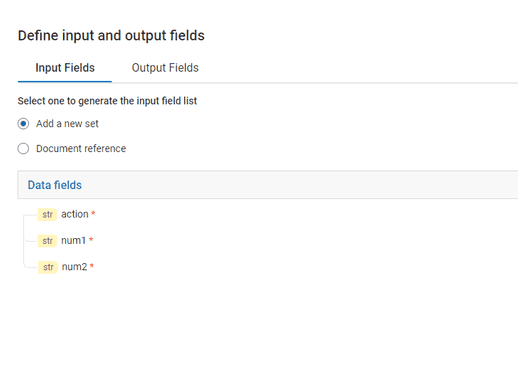 Define input and output fields
Input Fields Output Fields
Select one to generate the input field list
Add a new set
Document reference
Data fields
str action *
str num1 *
str num2 *